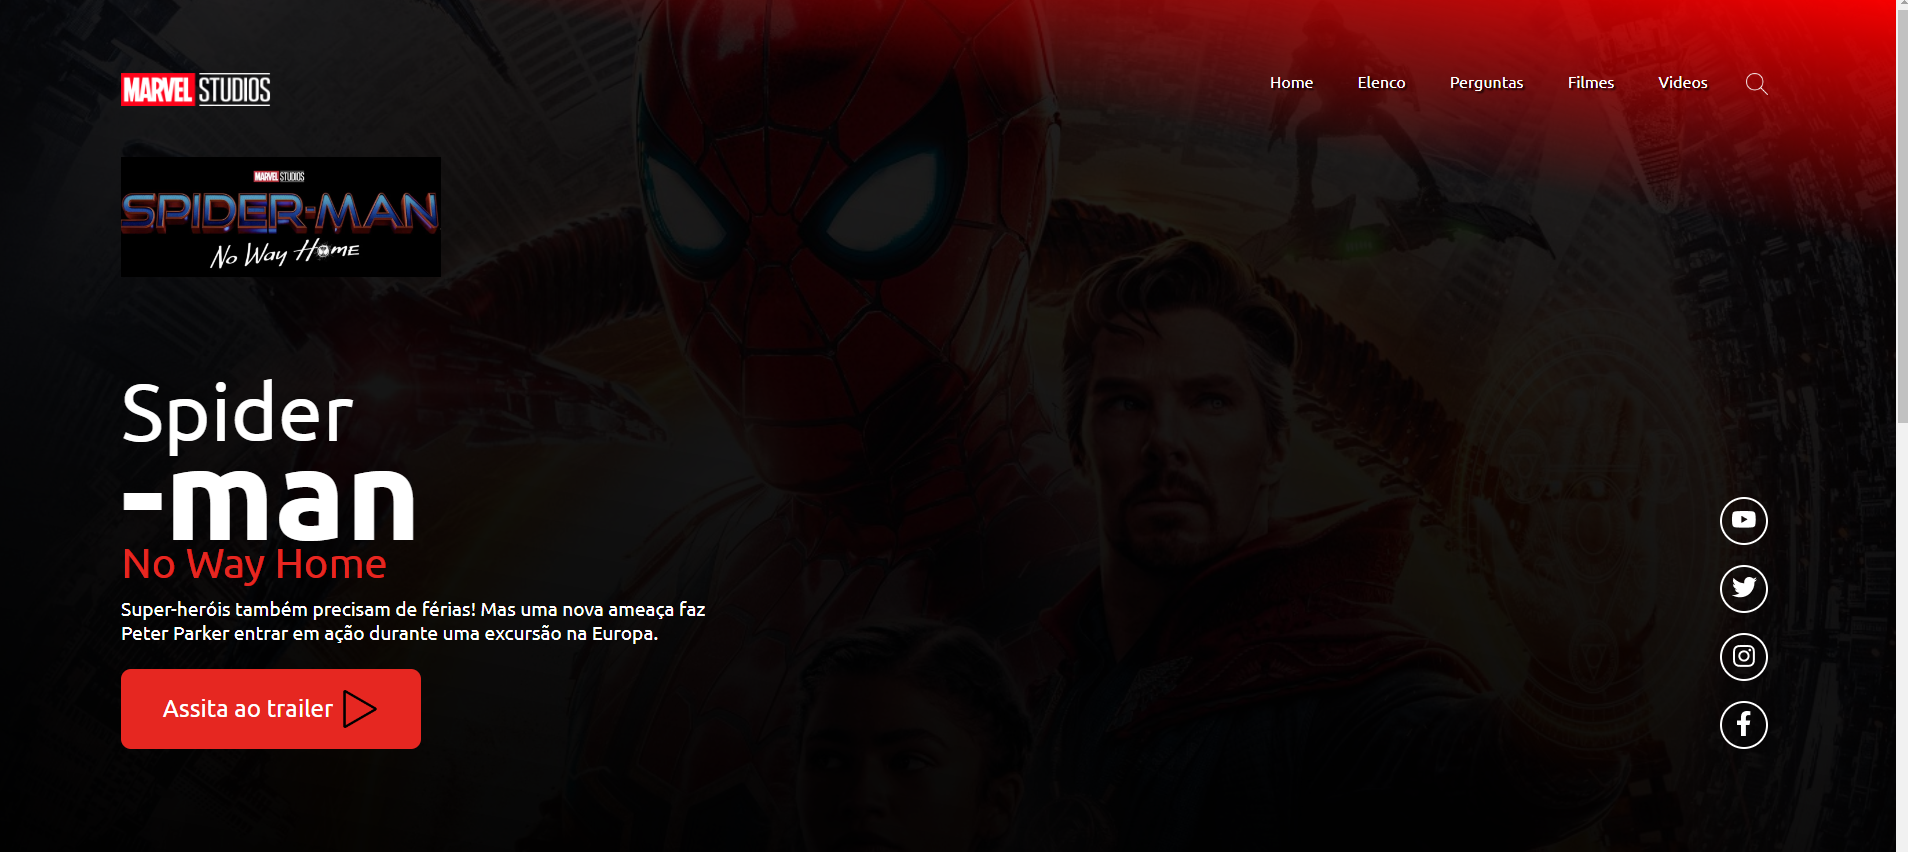 MARVEL STUDIOS
Home Elenco Perguntas Filmes Videos
MARVEL STUDIOS
SPIDER-MAN
No Way Home
Spider
-man
No Way Home
Super-heróis também precisam de férias! Mas uma nova ameaça faz
Peter Parker entrar em ação durante uma excursão na Europa.
Assita ao trailer